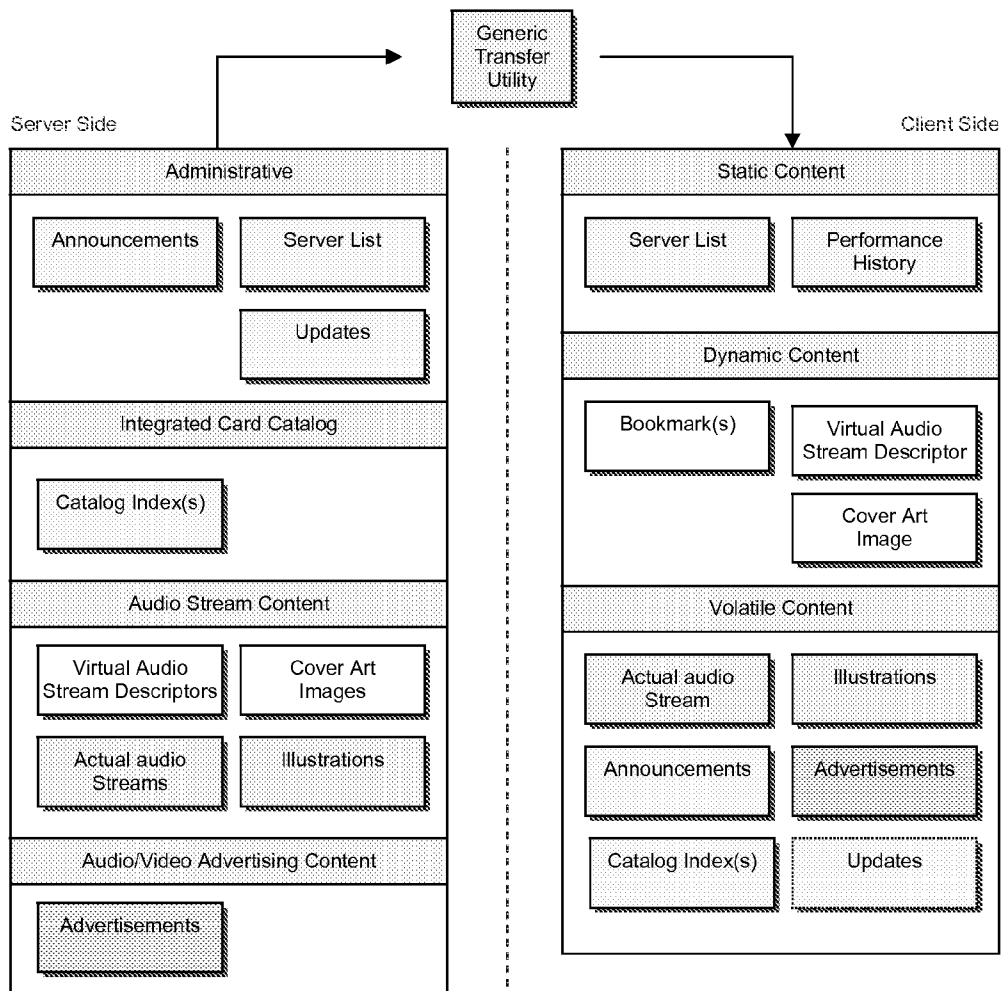 Generic
Transfer
Utility
Server Side
Client Side
Administrative
Announcements
Server List
Updates
Integrated Card Catalog
Catalog Index(s)
Audio Stream Content
Virtual Audio
Stream Descriptors
Cover Art
Images
Actual audio
Streams
Illustrations
Audio/Video Advertising Content
Advertisements
Static Content
Server List
Performance
History
Dynamic Content
Bookmark(s)
Virtual Audio
Stream Descriptor
Cover Art
Image
Volatile Content
Actual audio
Stream
Illustrations
Announcements
Advertisements
Catalog Index(s)
Updates